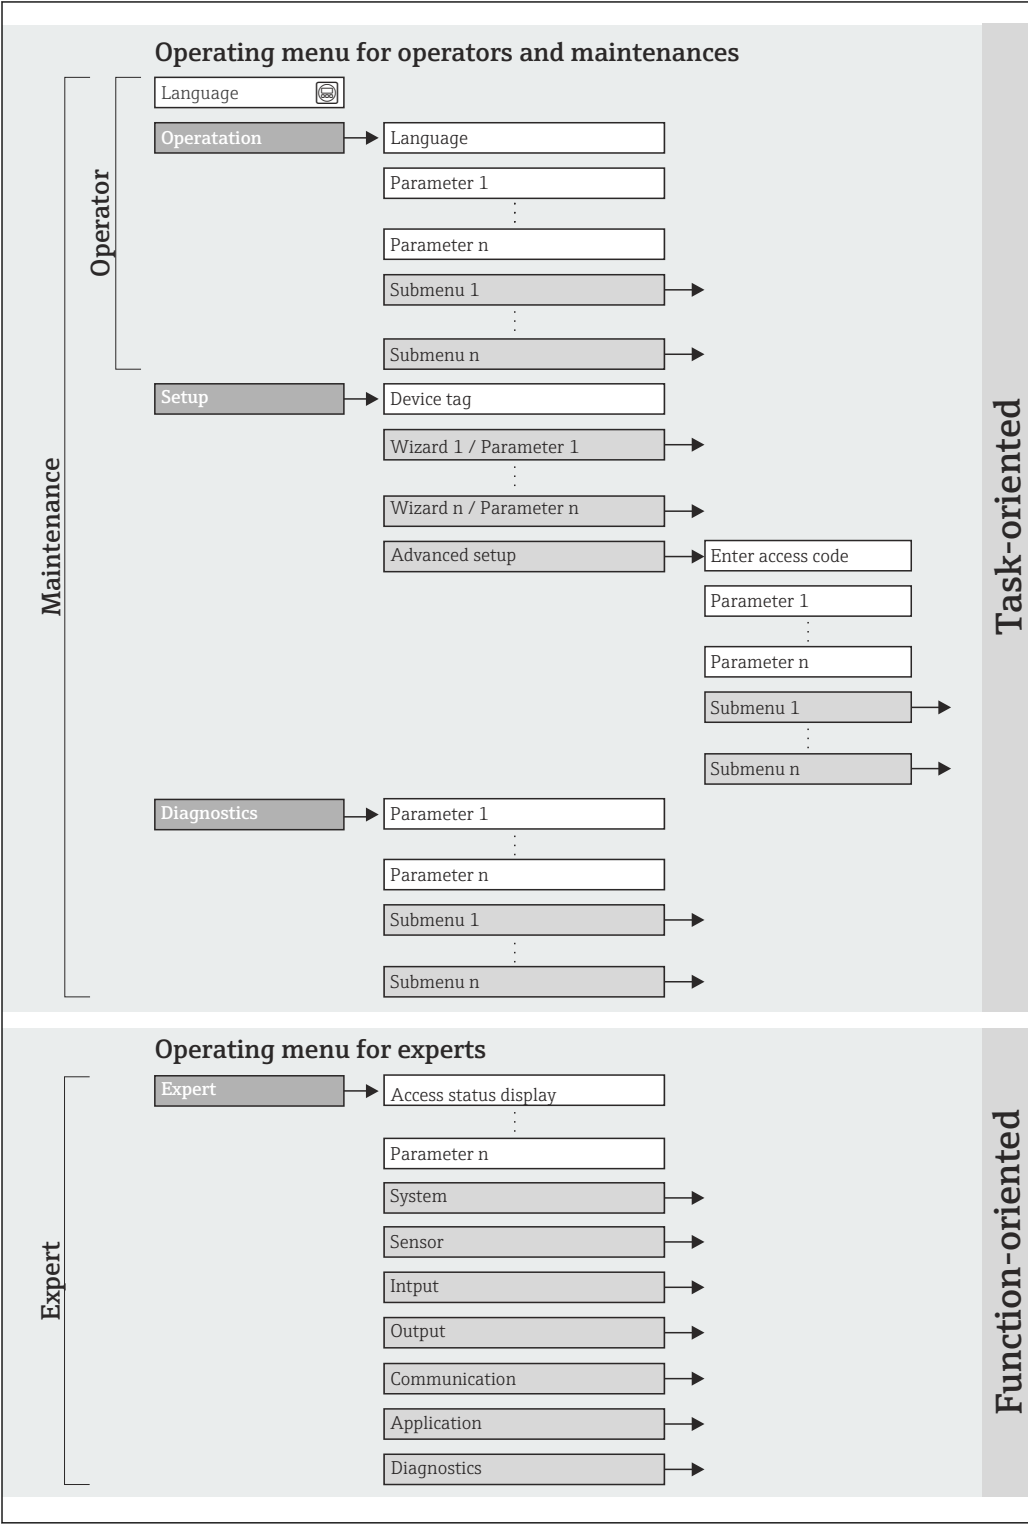 Operating menu for operators and maintenances
Language
Operatation
Language
Parameter 1
Parameter n
Submenu 1
Submenu n
Operator
Setup
Device tag
Wizard 1 / Parameter 1
Wizard n / Parameter n
Advanced setup
Enter access code
Parameter 1
Parameter n
Submenu 1
Submenu n
Maintenance
Task-oriented
Diagnostics
Parameter 1
Parameter n
Submenu 1
Submenu n
Operating menu for experts
Expert
Access status display
Parameter n
System
Sensor
Intput
Output
Communication
Application
Diagnostics
Expert
Function-oriented